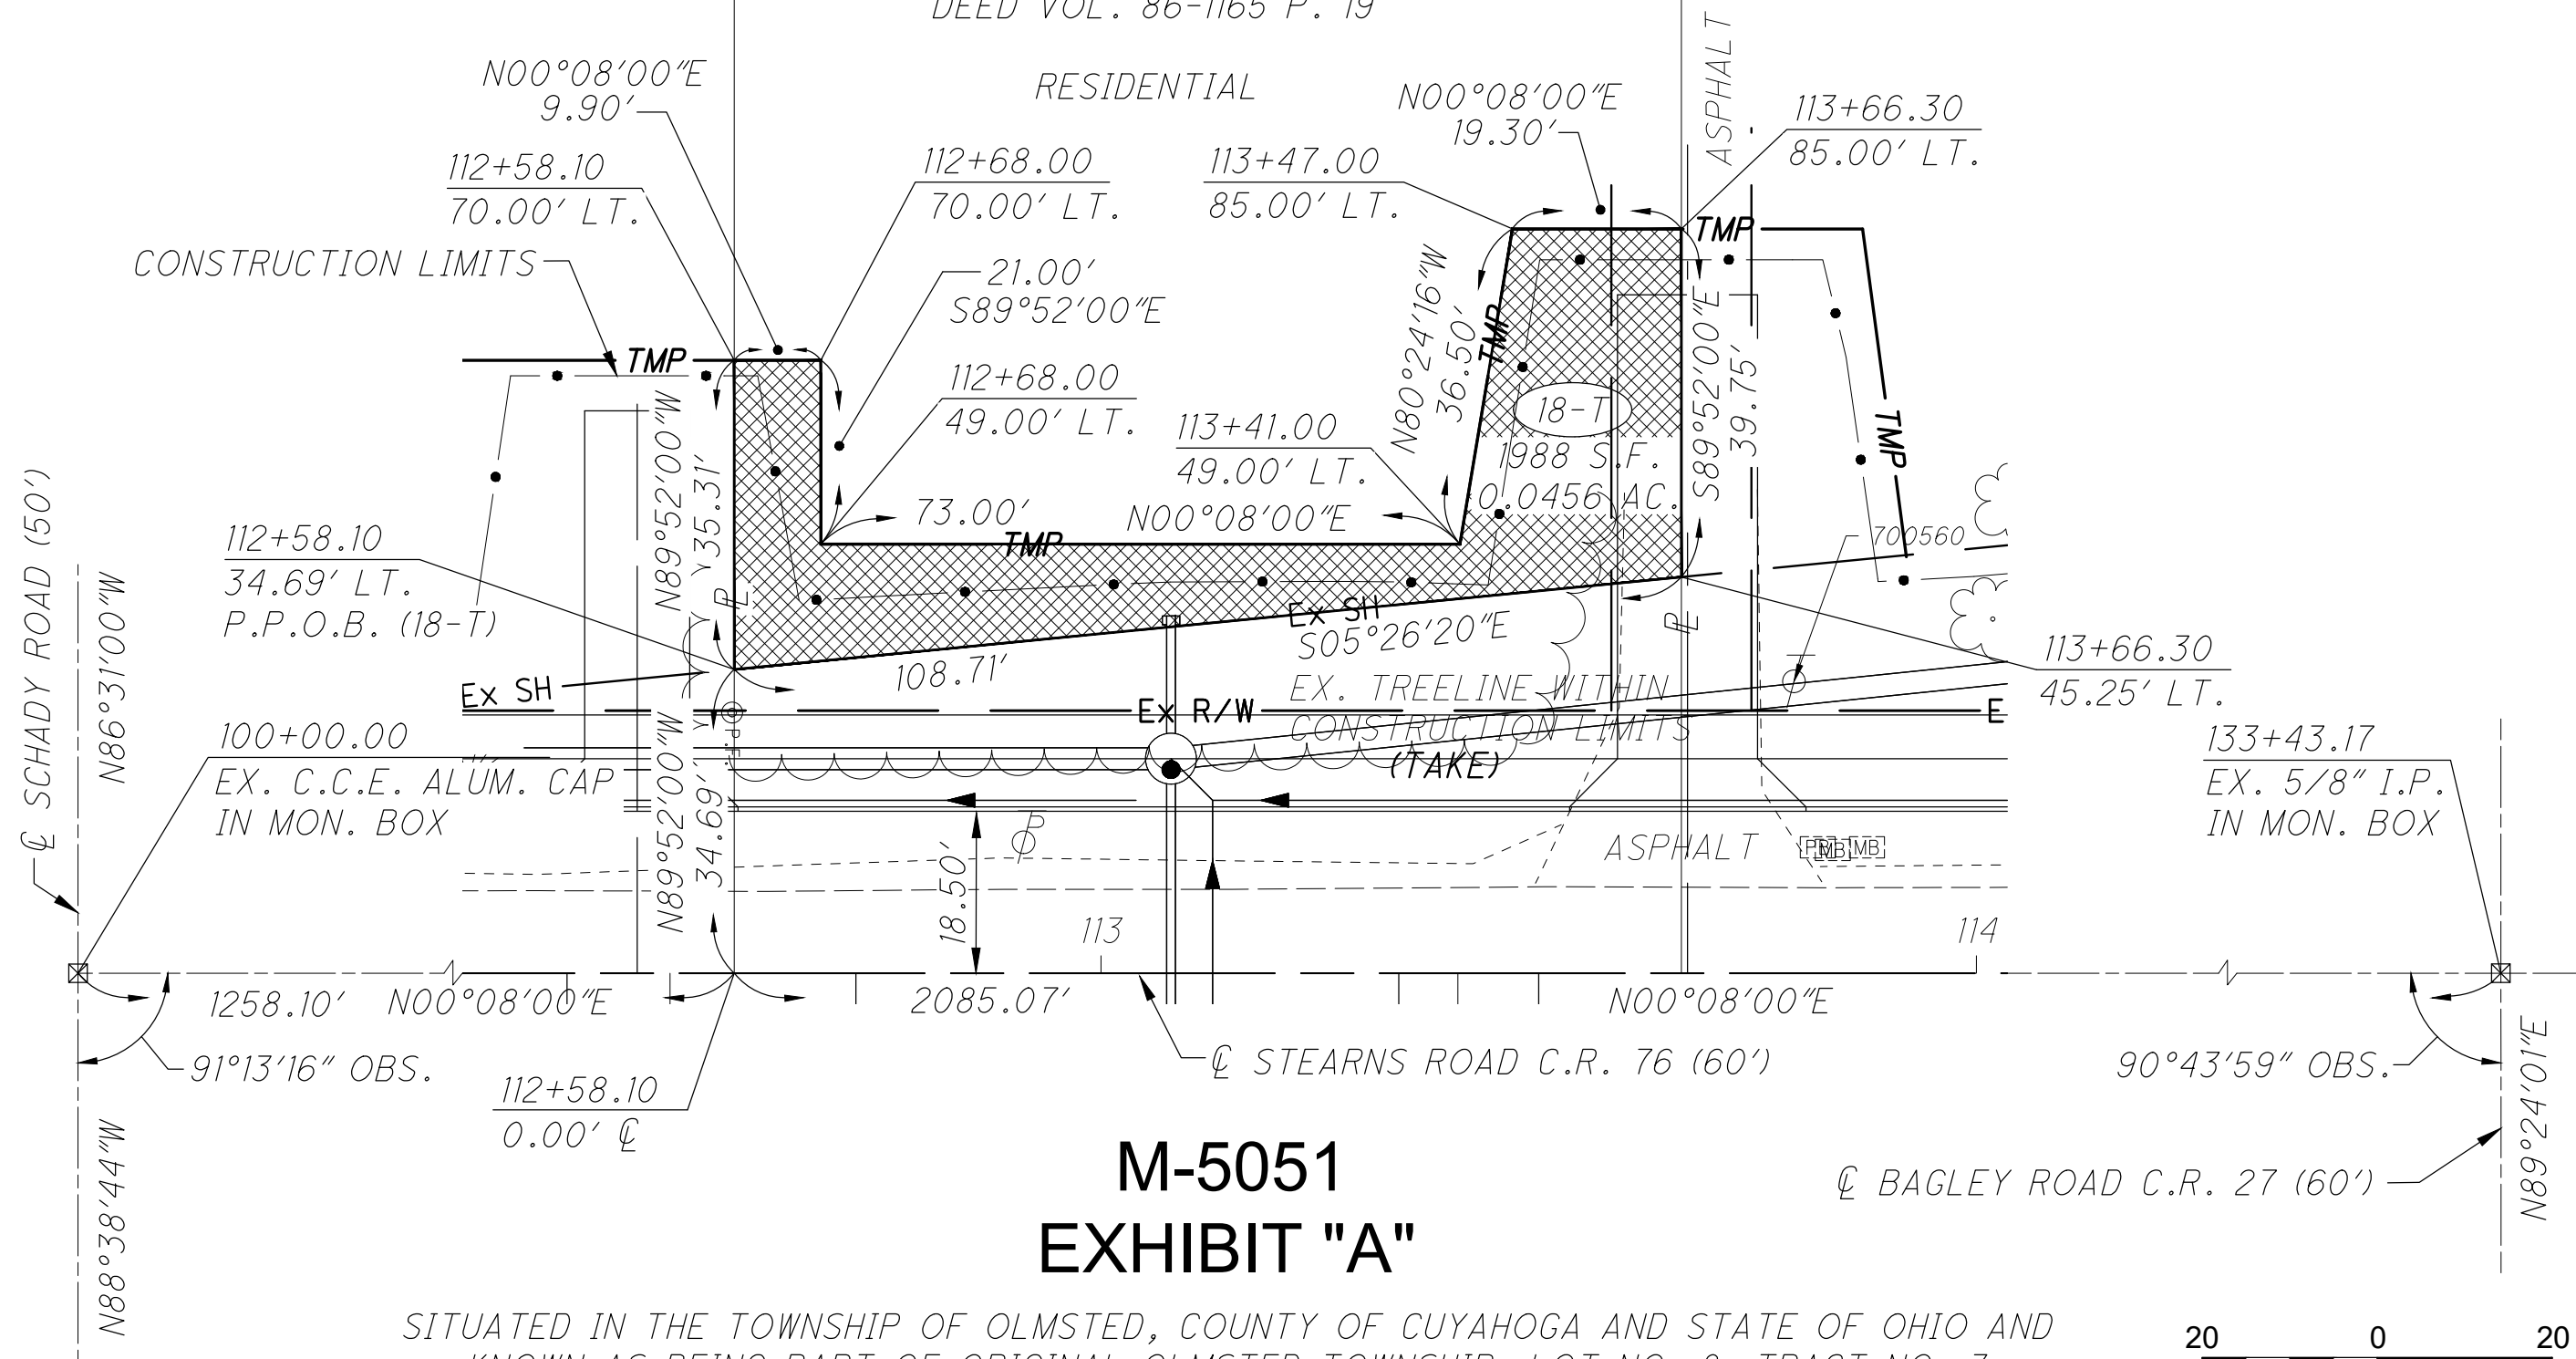 DEED VOL. 86-1165 P. 19
RESIDENTIAL
ASPHALT
N00°08'00"E
9.90'
N00°08'00"E
19.30'
113+66.30
85.00' LT.
112+58.10
70.00' LT.
112+68.00
70.00' LT.
113+47.00
85.00' LT.
TMP
CONSTRUCTION LIMITS
21.00'
S89°52'00"E
N80°24'16"W
36.50'
TMP
S89°52'00"E
39.75'
TMP
N89°52'00"W
35.31'
112+68.00
49.00' LT.
113+41.00
49.00' LT.
18-T
1988 S.F.
0.0456 AC.
TMP
73.00'
TMP
N00°08'00"E
700560
℄ SCHADY ROAD (50')
N86°31'00"W
112+58.10
34.69' LT.
P.P.O.B. (18-T)
Ex SH
S05°26'20"E
108.71'
113+66.30
45.25' LT.
Ex SH
EX. TREELINE WITHIN
CONSTRUCTION LIMITS
(TAKE)
Ex R/W
E
100+00.00
EX. C.C.E. ALUM. CAP
IN MON. BOX
N89°52'00"W
34.69'
133+43.17
EX. 5/8" I.P.
IN MON. BOX
P
18.50'
ASPHALT
MB
MB
113
114
1258.10'
N00°08'00"E
2085.07'
N00°08'00"E
91°13'16" OBS.
℄ STEARNS ROAD C.R. 76 (60')
90°43'59" OBS.
N89°24'01"E
112+58.10
0.00' ℄
N88°38'44"W
M-5051
EXHIBIT "A"
℄ BAGLEY ROAD C.R. 27 (60')
SITUATED IN THE TOWNSHIP OF OLMSTED, COUNTY OF CUYAHOGA AND STATE OF OHIO AND
20 0 20